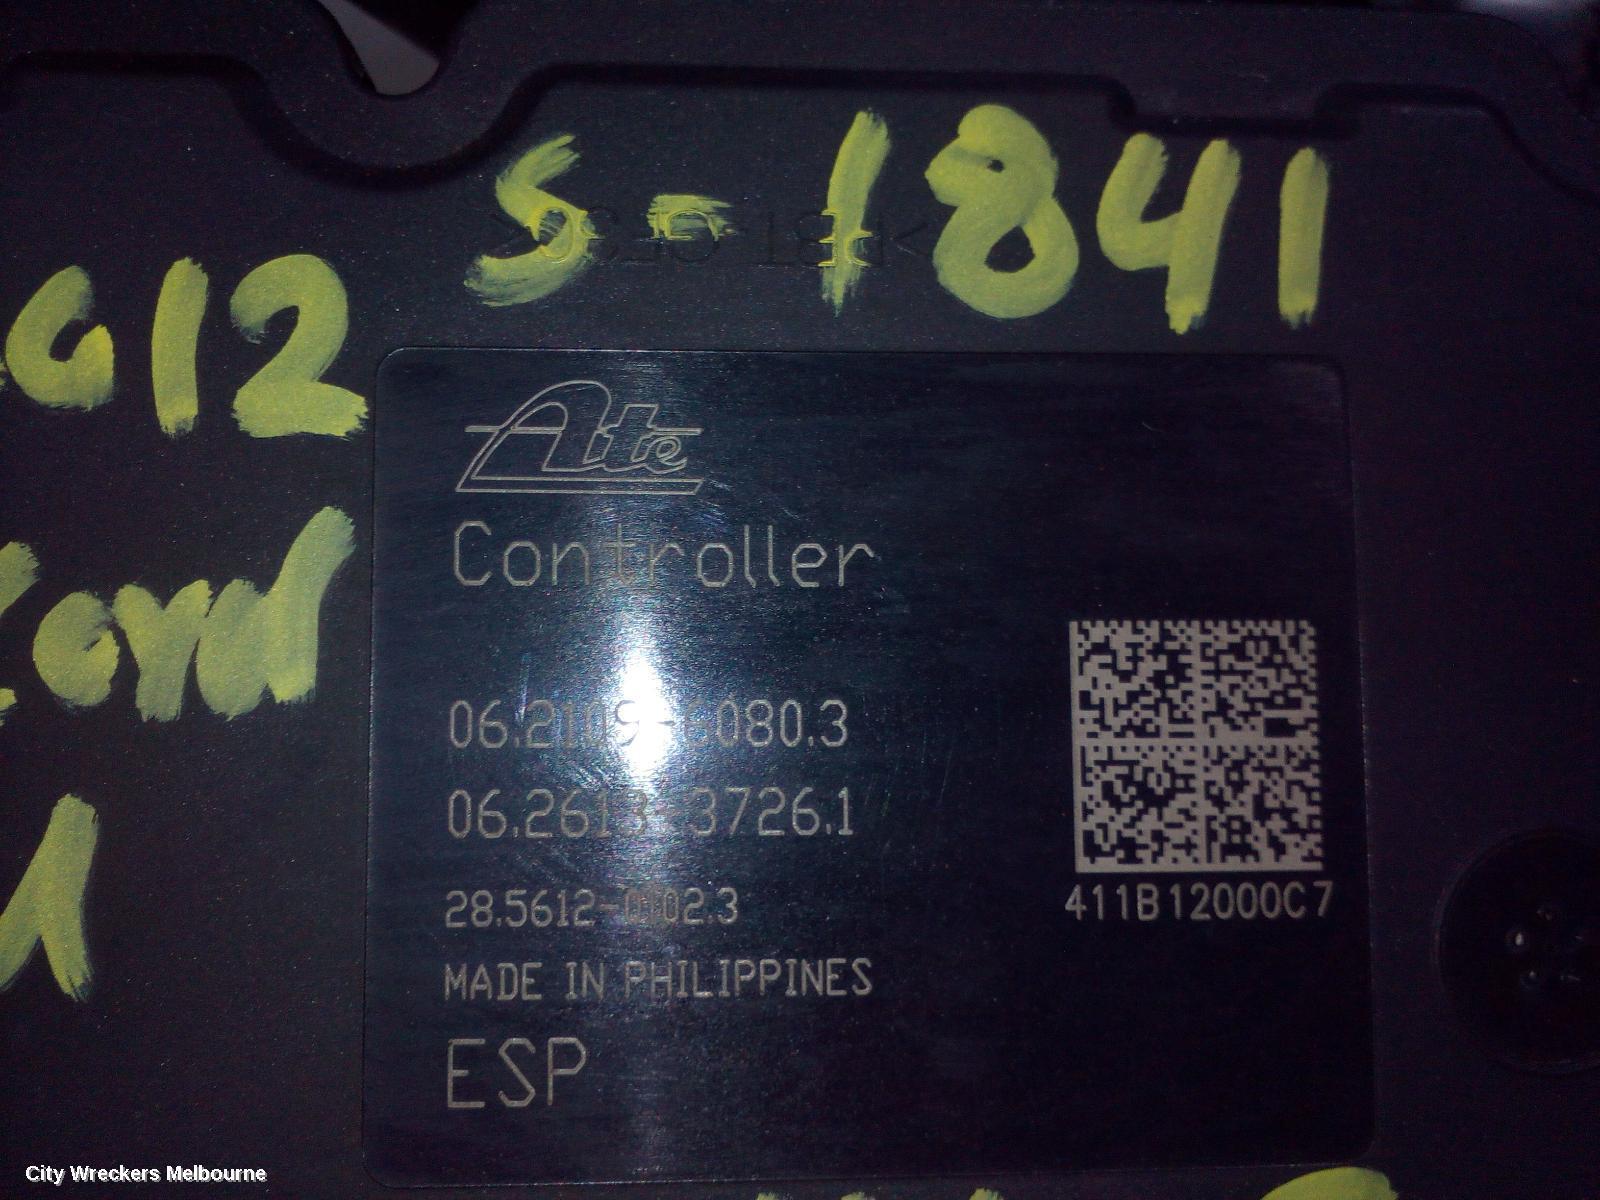 S-1841
G12
Ate
Controller
06.2109-6080.3
06.2613-3726.1
28.5612-0102.3
411B12000C7
MADE IN PHILIPPINES
ESP
City Wreckers Melbourne